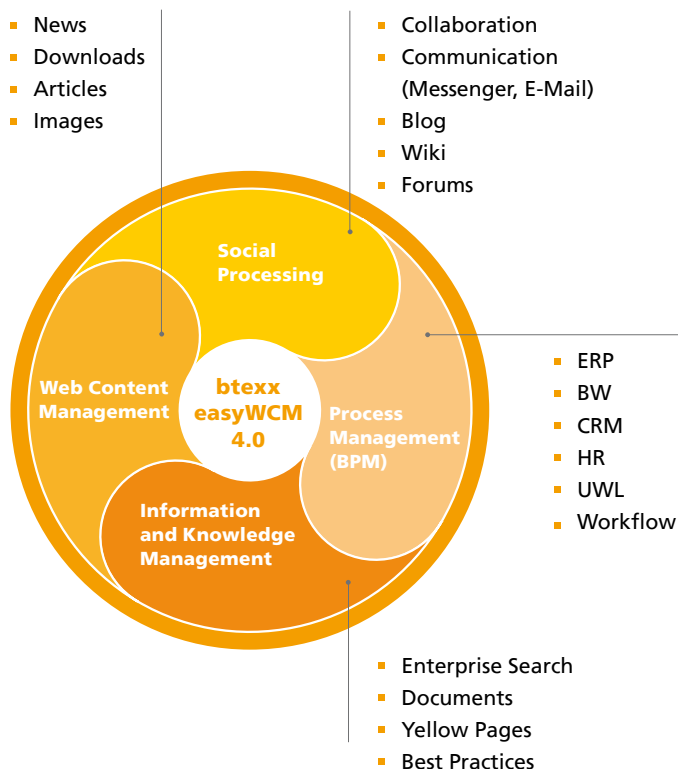 News
Downloads
Articles
Images
Collaboration
Communication
(Messenger, E-Mail)
Blog
Wiki
Forums
Social
Processing
Web Content
Management
btexx
easyWCM
4.0
Process
Management
(BPM)
Information
and Knowledge
Management
ERP
BW
CRM
HR
UWL
Workflow
Enterprise Search
Documents
Yellow Pages
Best Practices